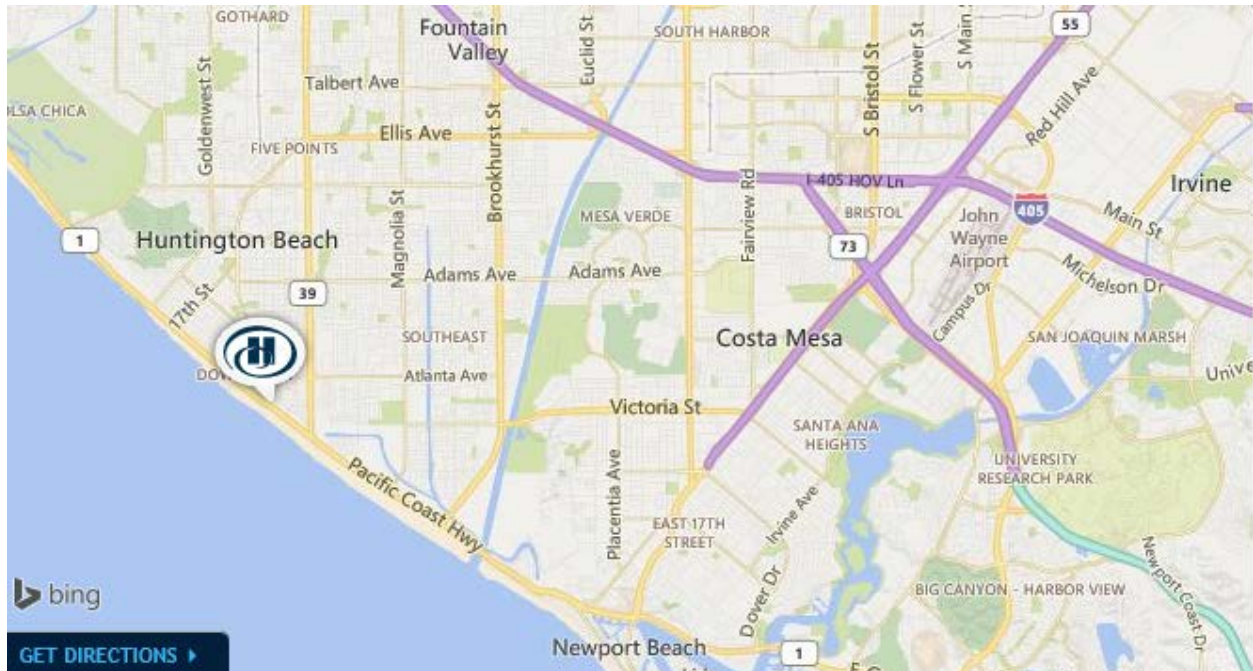 GOTHARD
Fountain
Valley
Euclid St
SOUTH HARBOR
55
S Bristol St
S Flower St
S Main
Talbert Ave
Goldenwest St
OLSA CHICA
Ellis Ave
Red Hill Ave
FIVE POINTS
Brookhurst St
Fairview Rd
I-405 HOV Ln
Irvine
Magnolia St
MESA VERDE
BRISTOL
405
Main St
1
Huntington Beach
John
Wayne
Airport
73
Adams Ave
Adams Ave
Michelson Dr
39
17th St
Campus Dr
SOUTHEAST
Costa Mesa
SAN JOAQUIN MARSH
H
Atlanta Ave
Unive
Victoria St
SANTA ANA
HEIGHTS
UNIVERSITY
RESEARCH PARK
Pacific Coast Hwy
Placentia Ave
Irvine Ave
EAST 17TH
STREET
Newport Coast Dr
Dover Dr
BIG CANYON - HARBOR VIEW
bing
Newport Beach
1
GET DIRECTIONS